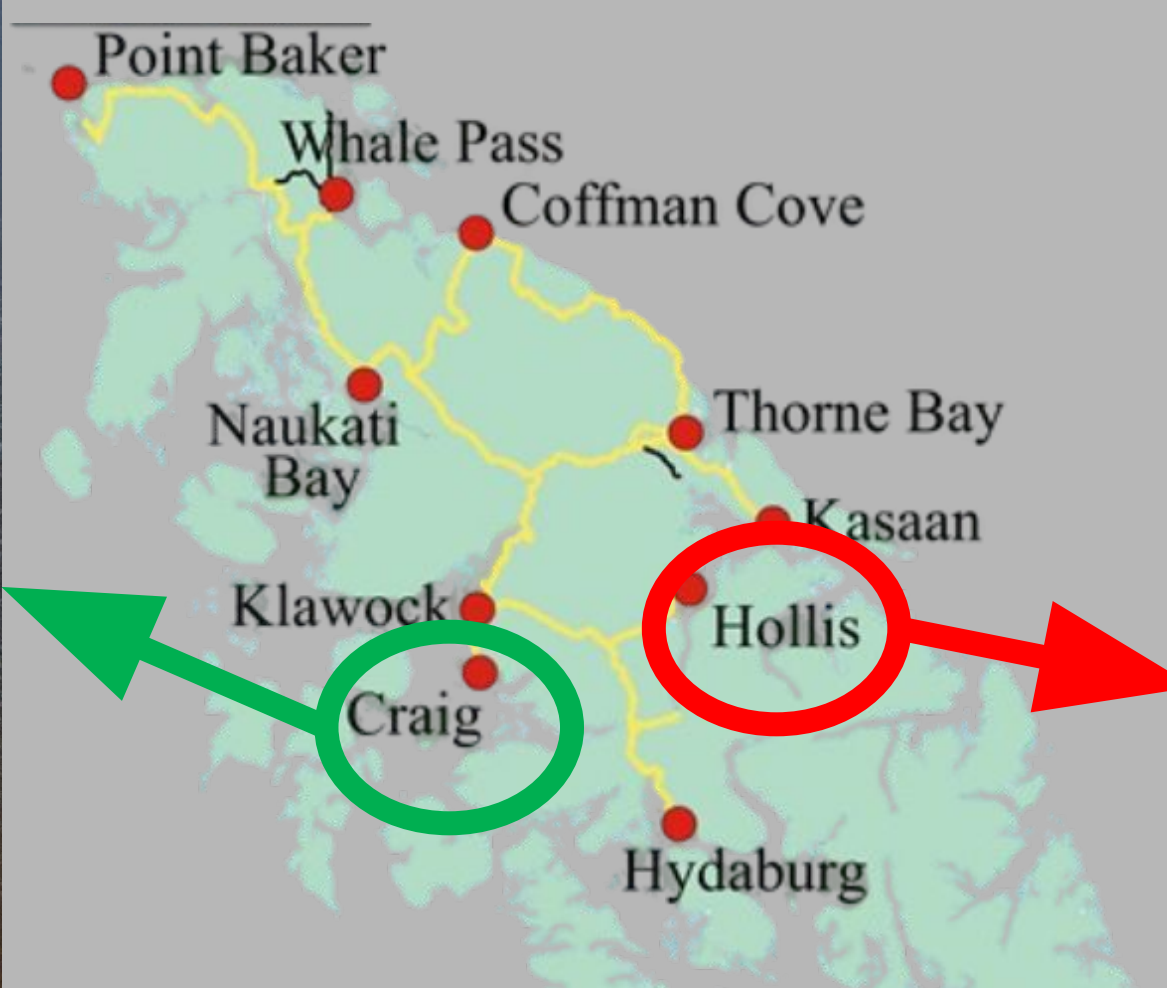 Point Baker
Whale Pass
Coffman Cove
Thorne Bay
Naukati
Bay
Kasaan
Klawock
Hollis
Craig
Hydaburg